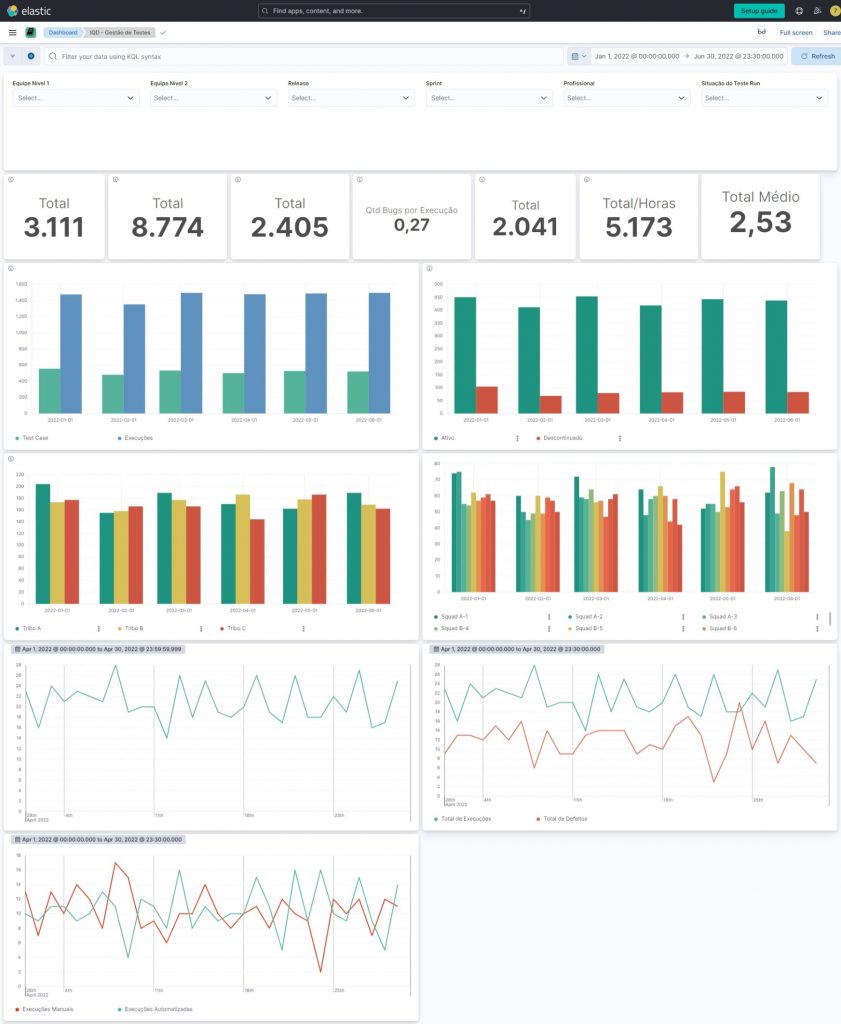 elastic
Find apps, content, and more.
Setup guide
Dashboard
IQD – Gestão de Testes
Full screen
Share
Filter your data using KQL syntax
Jan 1, 2022 @ 00:00:00.000 → Jun 30, 2022 @ 23:30:00.000
Refresh
Equipe Nivel 1
Equipe Nivel 2
Release
Sprint
Profissional
Situação do Teste Run
Select...
Select...
Select...
Select...
Select...
Select...
Total
3.111
Total
8.774
Total
2.405
Qtd Bugs por Execução
0,27
Total
2.041
Total/Horas
5.173
Total Médio
2,53
1,600
1,400
1,200
1,000
800
600
400
200
0
2022-01-01
2022-02-01
2022-03-01
2022-04-01
2022-05-01
2022-06-01
Test Case
Execuções
500
450
400
350
300
250
200
150
100
50
0
2022-01-01
2022-02-01
2022-03-01
2022-04-01
2022-05-01
2022-06-01
Ativo
Descontinuado
220
200
180
160
140
120
100
80
60
40
20
0
2022-01-01
2022-02-01
2022-03-01
2022-04-01
2022-05-01
2022-06-01
Tribo A
Tribo B
Tribo C
80
70
60
50
40
30
20
10
0
2022-01-01
2022-02-01
2022-03-01
2022-04-01
2022-05-01
2022-06-01
Squad A-1
Squad A-2
Squad A-3
Squad B-4
Squad B-5
Squad B-6
Apr 1, 2022 @ 00:00:00.000 to Apr 30, 2022 @ 23:59:59.999
28
26
24
22
20
18
16
14
12
10
8
6
4
2
0
28th
April 2022
4th
11th
18th
25th
Apr 1, 2022 @ 00:00:00.000 to Apr 30, 2022 @ 23:30:00.000
28
26
24
22
20
18
16
14
12
10
8
6
4
2
0
28th
April 2022
4th
11th
18th
25th
Total de Execuções
Total de Defeitos
Apr 1, 2022 @ 00:00:00.000 to Apr 30, 2022 @ 23:30:00.000
18
16
14
12
10
8
6
4
2
0
28th
April 2022
4th
11th
18th
25th
Execuções Manuais
Execuções Automatizadas